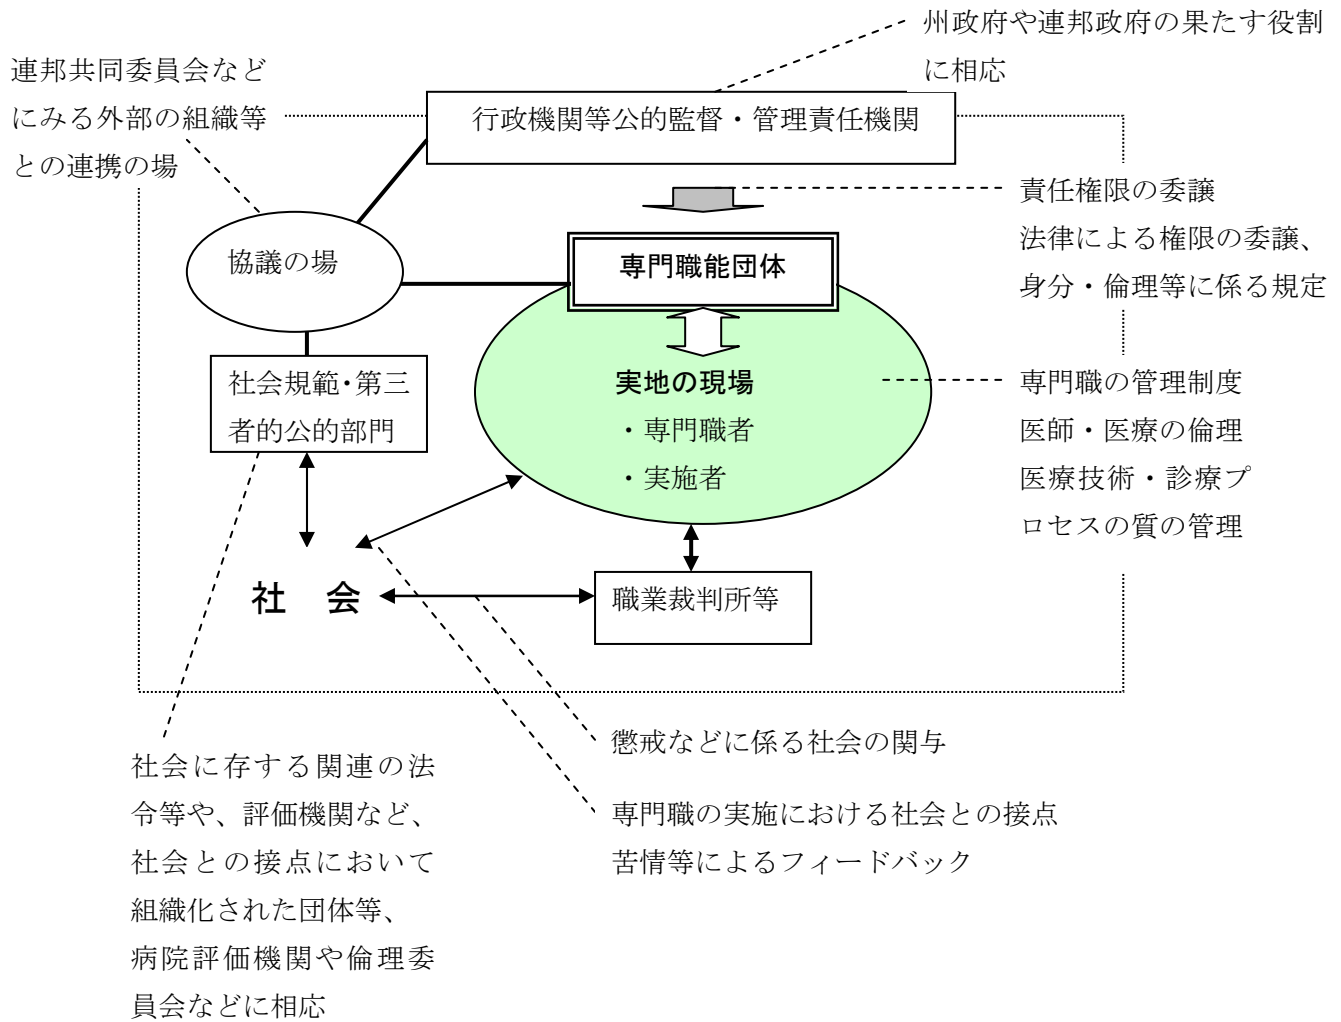 州政府や連邦政府の果たす役割
に相応
連邦共同委員会など
にみる外部の組織等
との連携の場
行政機関等公的監督・管理責任機関
責任権限の委譲
法律による権限の委譲、
身分・倫理等に係る規定
協議の場
専門職能団体
社会規範・第三
者的公的部門
実地の現場
・専門職者
・実施者
専門職の管理制度
医師・医療の倫理
医療技術・診療プ
ロセスの質の管理
社 会
職業裁判所等
懲戒などに係る社会の関与
専門職の実施における社会との接点
苦情等によるフィードバック
社会に存する関連の法
令等や、評価機関など、
社会との接点において
組織化された団体等、
病院評価機関や倫理委
員会などに相応